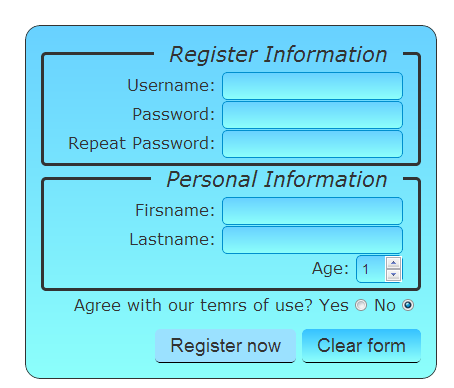 Register Information
Username:
Password:
Repeat Password:
Personal Information
Firsname:
Lastname:
Age: 1
Agree with our temrs of use? Yes No
Register now Clear form